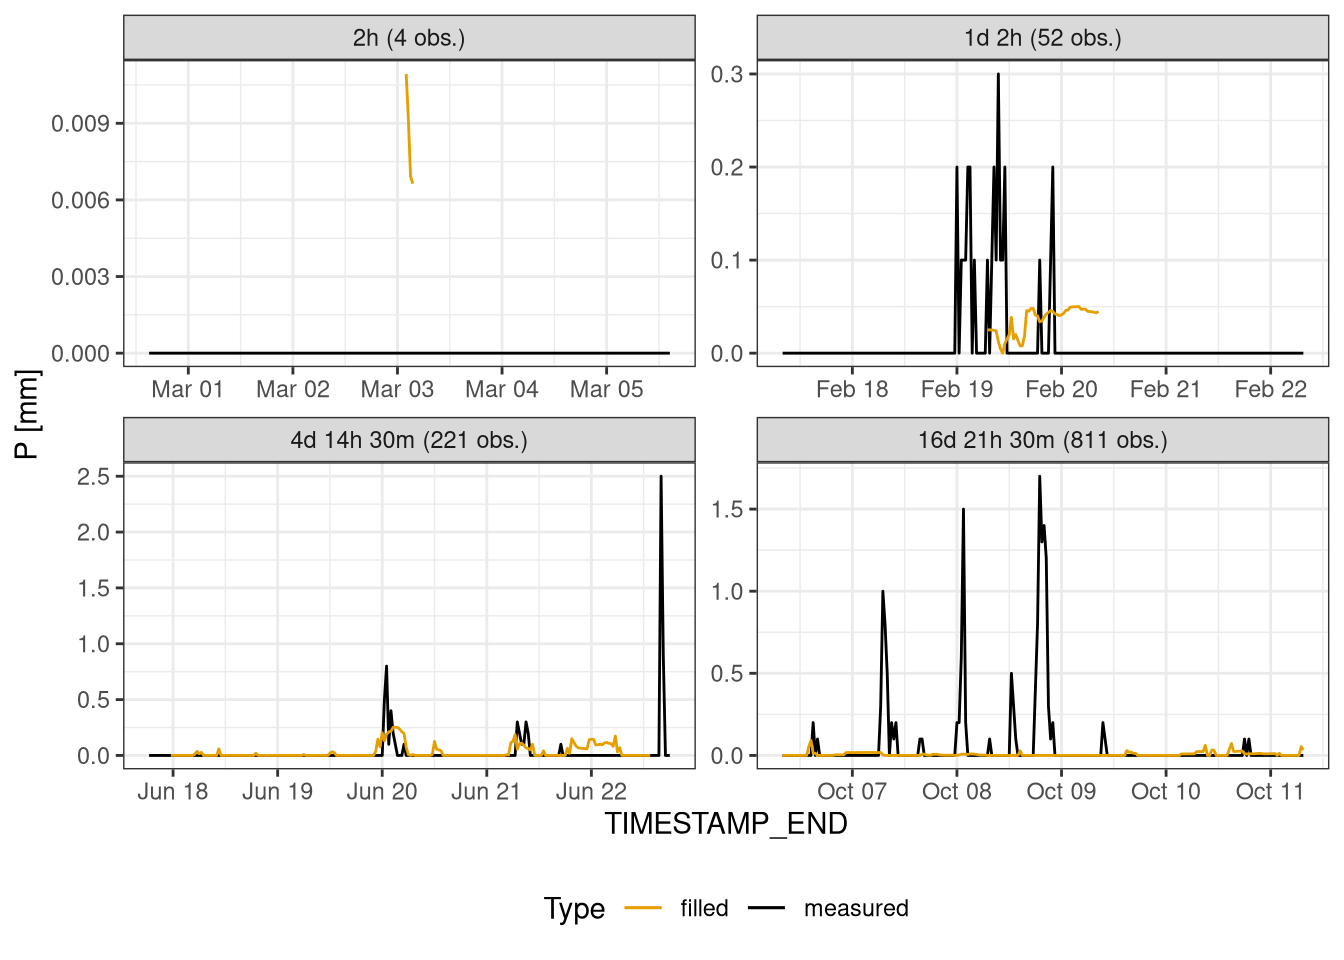 2h (4 obs.)
1d 2h (52 obs.)
0.009
0.006
0.003
0.000
Mar 01 Mar 02 Mar 03 Mar 04 Mar 05
0.3
0.2
0.1
0.0
Feb 18 Feb 19 Feb 20 Feb 21 Feb 22
P [mm]
4d 14h 30m (221 obs.)
16d 21h 30m (811 obs.)
2.5
2.0
1.5
1.0
0.5
0.0
Jun 18 Jun 19 Jun 20 Jun 21 Jun 22
1.5
1.0
0.5
0.0
Oct 07 Oct 08 Oct 09 Oct 10 Oct 11
TIMESTAMP_END
Type filled measured